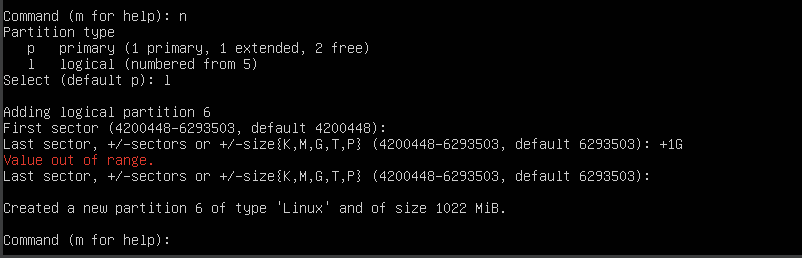 Command (m for help): n
Partition type
   p   primary (1 primary, 1 extended, 2 free)
   l   logical (numbered from 5)
Select (default p): l
Adding logical partition 6
First sector (4200448-6293503, default 4200448):
Last sector, +/-sectors or +/-size{K,M,G,T,P} (4200448-6293503, default 6293503): +1G
Value out of range.
Last sector, +/-sectors or +/-size{K,M,G,T,P} (4200448-6293503, default 6293503):
Created a new partition 6 of type 'Linux' and of size 1022 MiB.
Command (m for help):